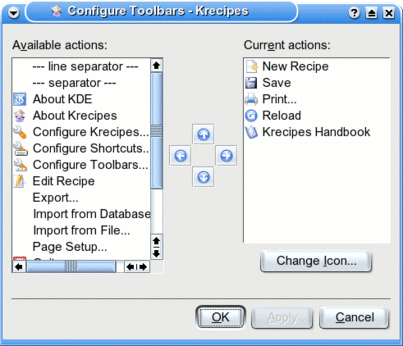 Configure Toolbars - Krecipes
Available actions:
--- line separator ---
--- separator ---
About KDE
About Krecipes
Configure Krecipes...
Configure Shortcuts...
Configure Toolbars...
Edit Recipe
Export...
Import from Database
Import from File...
Page Setup...
Current actions:
New Recipe
Save
Print...
Reload
Krecipes Handbook
Change Icon...
OK
Apply
Cancel